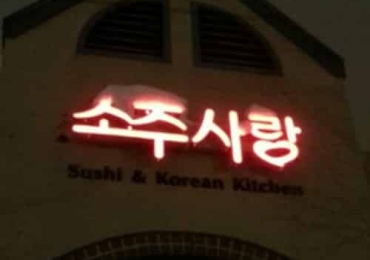 소주사랑
Sushi & Korean Kitchen